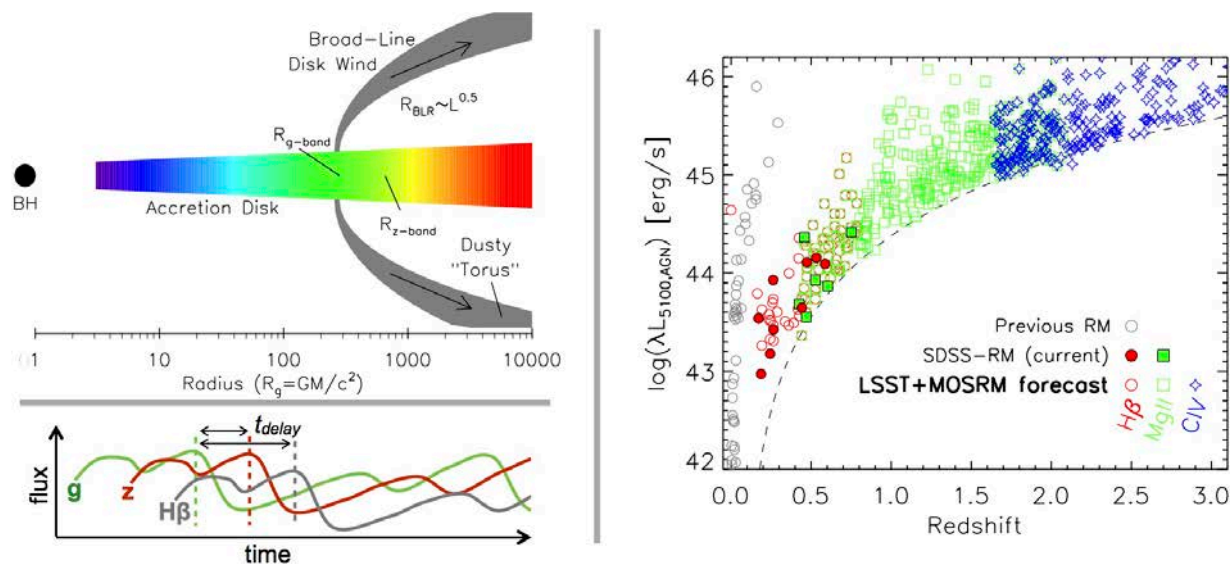 Broad-Line
Disk Wind
R_BLR~L^0.5
R_g-band
BH
Accretion Disk
R_z-band
Dusty
"Torus"
1 10 100 1000 10000
Radius (R_g=GM/c²)
flux
t_delay
g
z
Hβ
time
log(λL_5100,AGN) [erg/s]
46
45
44
43
42
Previous RM
SDSS-RM (current)
LSST+MOSRM forecast
Hβ
MgII
CIV
0.0 0.5 1.0 1.5 2.0 2.5 3.0
Redshift